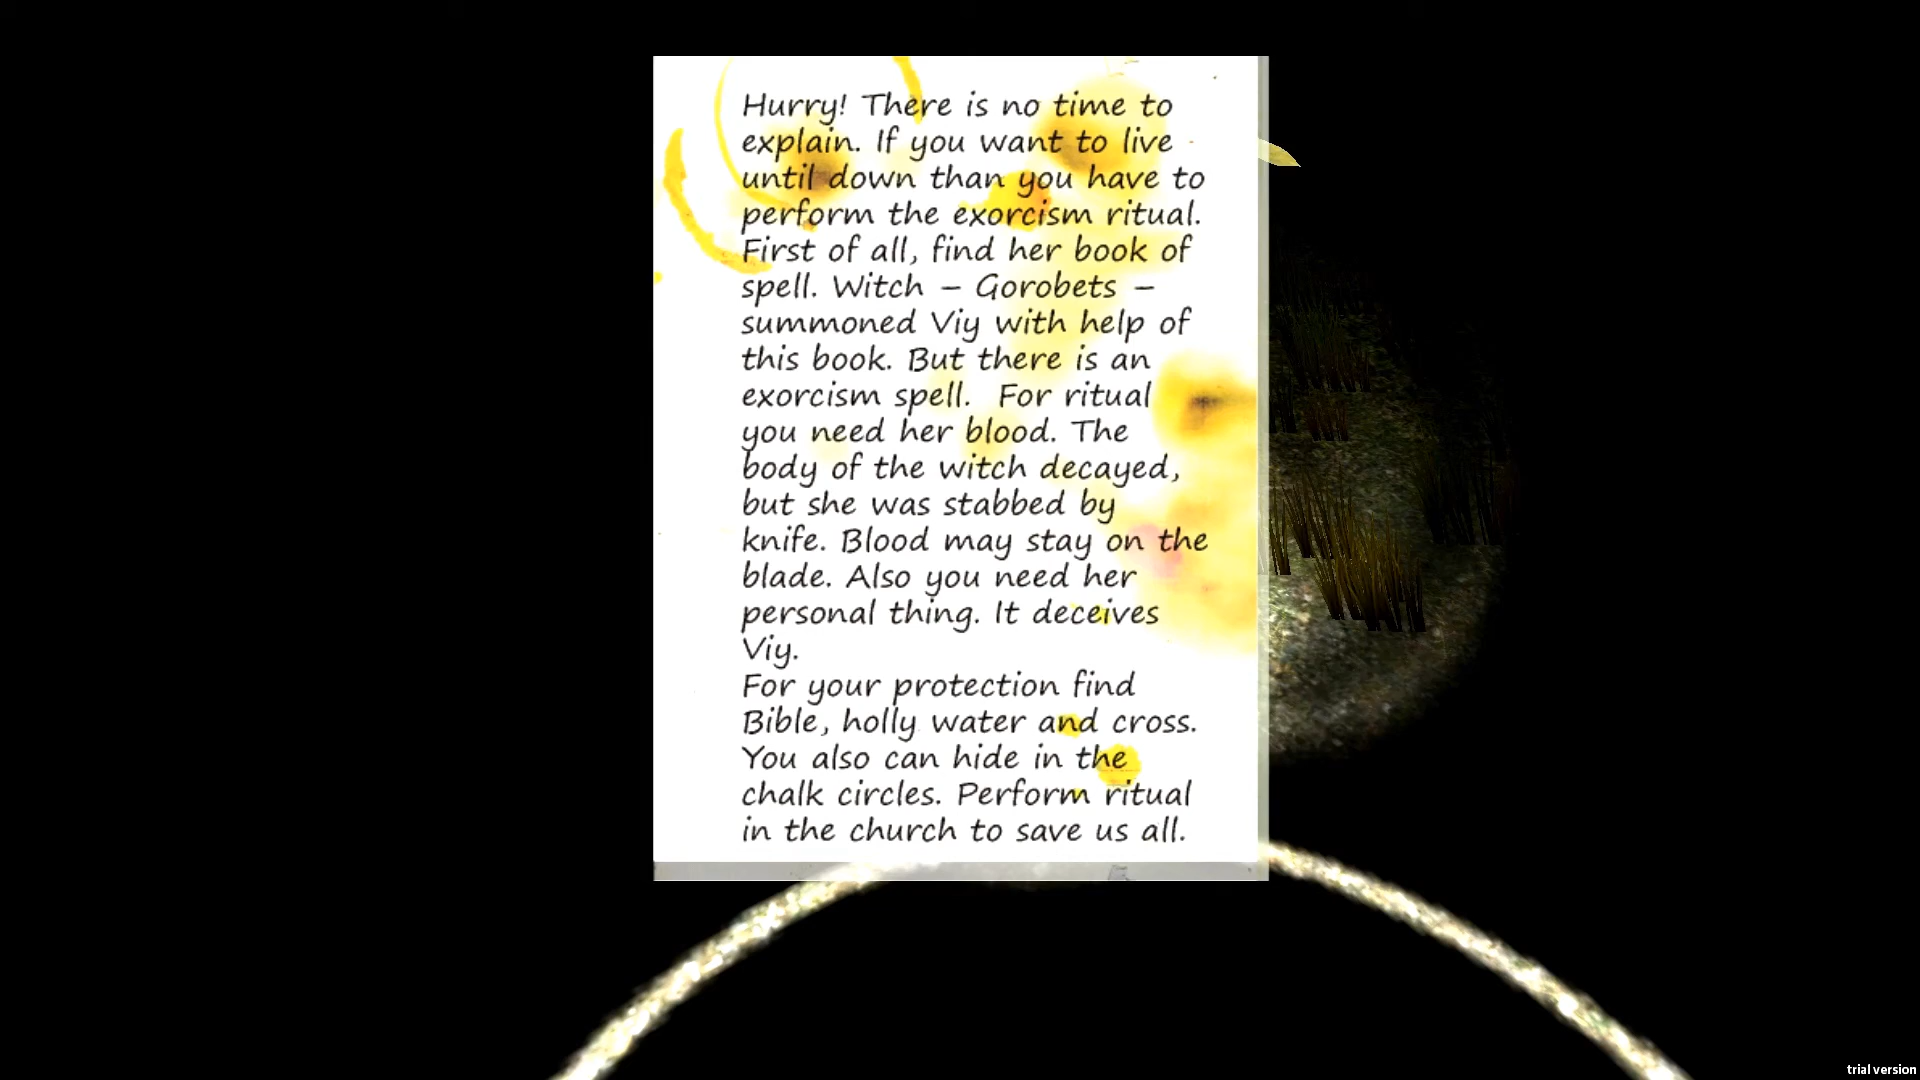 Hurry! There is no time to
explain. If you want to live
until down than you have to
perform the exorcism ritual.
First of all, find her book of
spell. Witch – Gorobets –
summoned Viy with help of
this book. But there is an
exorcism spell.  For ritual
you need her blood. The
body of the witch decayed,
but she was stabbed by
knife. Blood may stay on the
blade. Also you need her
personal thing. It deceives
Viy.
For your protection find
Bible, holly water and cross.
You also can hide in the
chalk circles. Perform ritual
in the church to save us all.
trial version